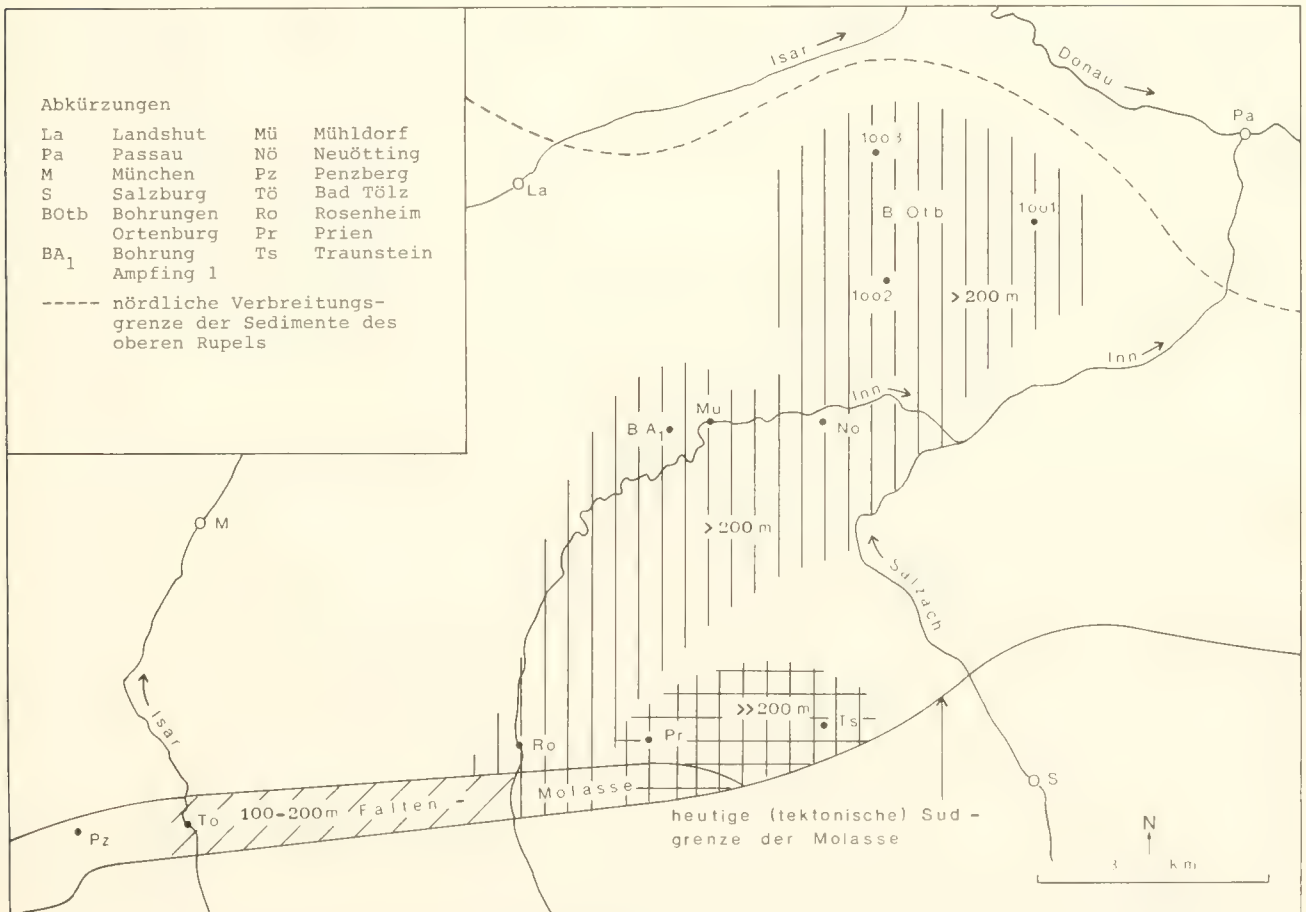 Abkürzungen
La Landshut Mü Mühldorf
Pa Passau Nö Neuötting
M München Pz Penzberg
S Salzburg Tö Bad Tölz
BOtb Bohrungen Ro Rosenheim
Ortenburg Pr Prien
BA1 Bohrung Ts Traunstein
Ampfing 1
----- nördliche Verbreitungs-
grenze der Sedimente des
oberen Rupels
Isar
Donau
Pa
La
1003
B Otb
1001
1002
>200 m
Inn
Inn
Mu
B A1
No
M
>200 m
Salzach
Isar
>>200 m
Ts
Pr
Ro
S
Molasse
100-200m Falten-
To
Pz
heutige (tektonische) Sud-
grenze der Molasse
N
km